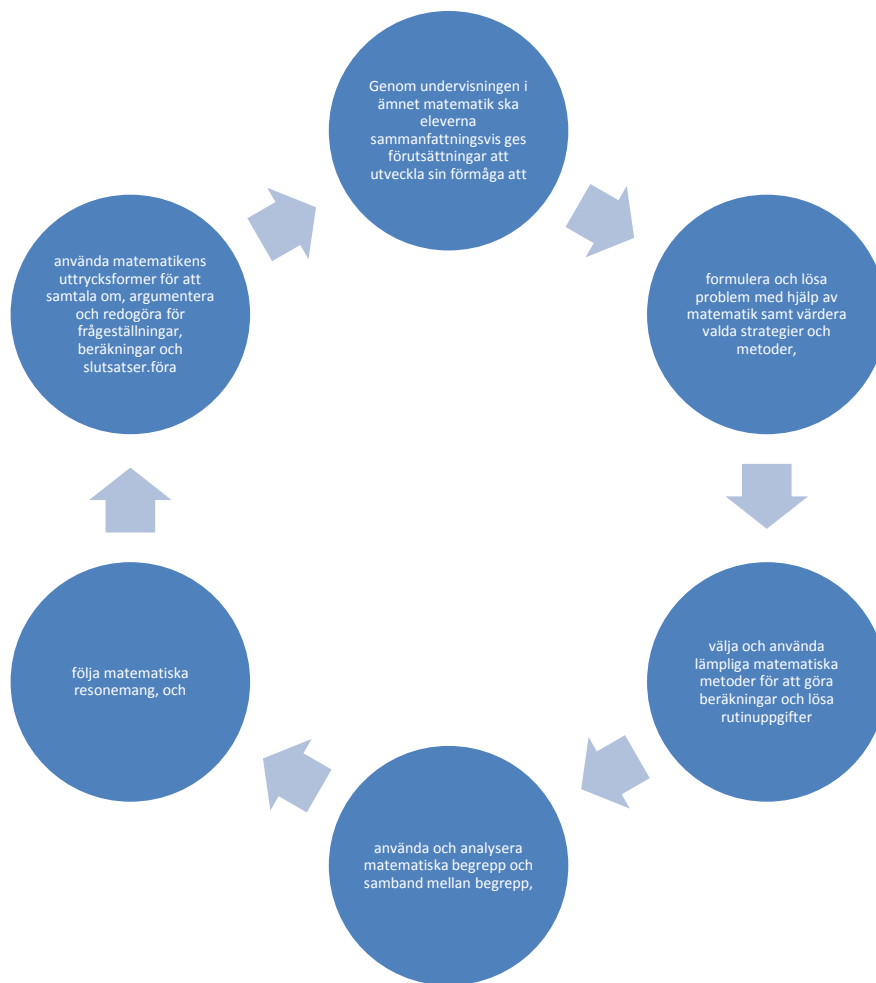 Genom undervisningen i
ämnet matematik ska
eleverna
sammanfattningsvis ges
förutsättningar att
utveckla sin förmåga att
formulera och lösa
problem med hjälp av
matematik samt värdera
valda strategier och
metoder,
välja och använda
lämpliga matematiska
metoder för att göra
beräkningar och lösa
rutinuppgifter
använda och analysera
matematiska begrepp och
samband mellan begrepp,
följa matematiska
resonemang, och
använda matematikens
uttrycksformer för att
samtala om, argumentera
och redogöra för
frågeställningar,
beräkningar och
slutsatser.föra